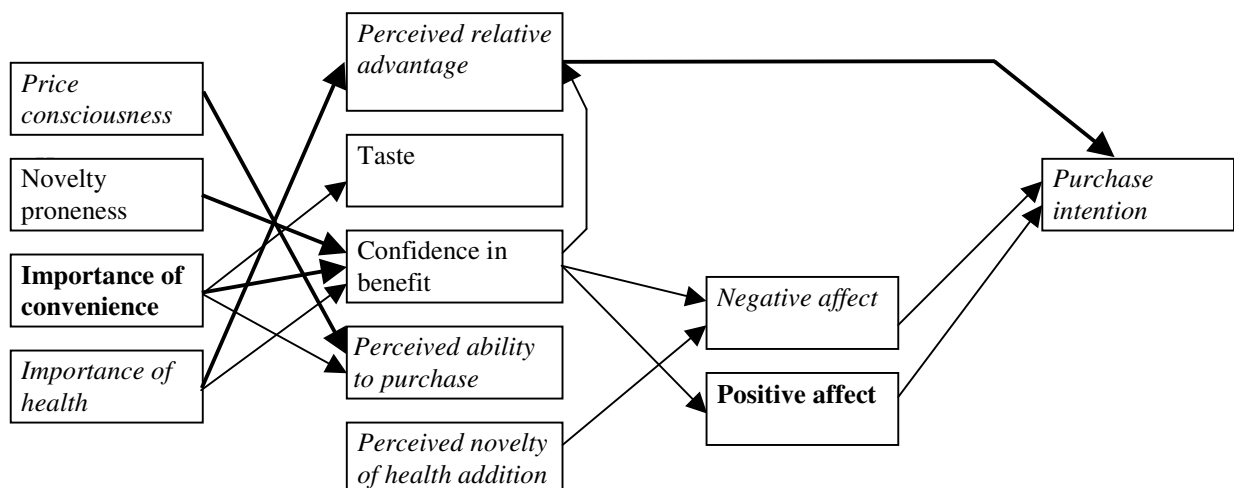 Price
consciousness
Novelty
proneness
Importance of
convenience
Importance of
health
Perceived relative
advantage
Taste
Confidence in
benefit
Perceived ability
to purchase
Perceived novelty
of health addition
Negative affect
Positive affect
Purchase
intention